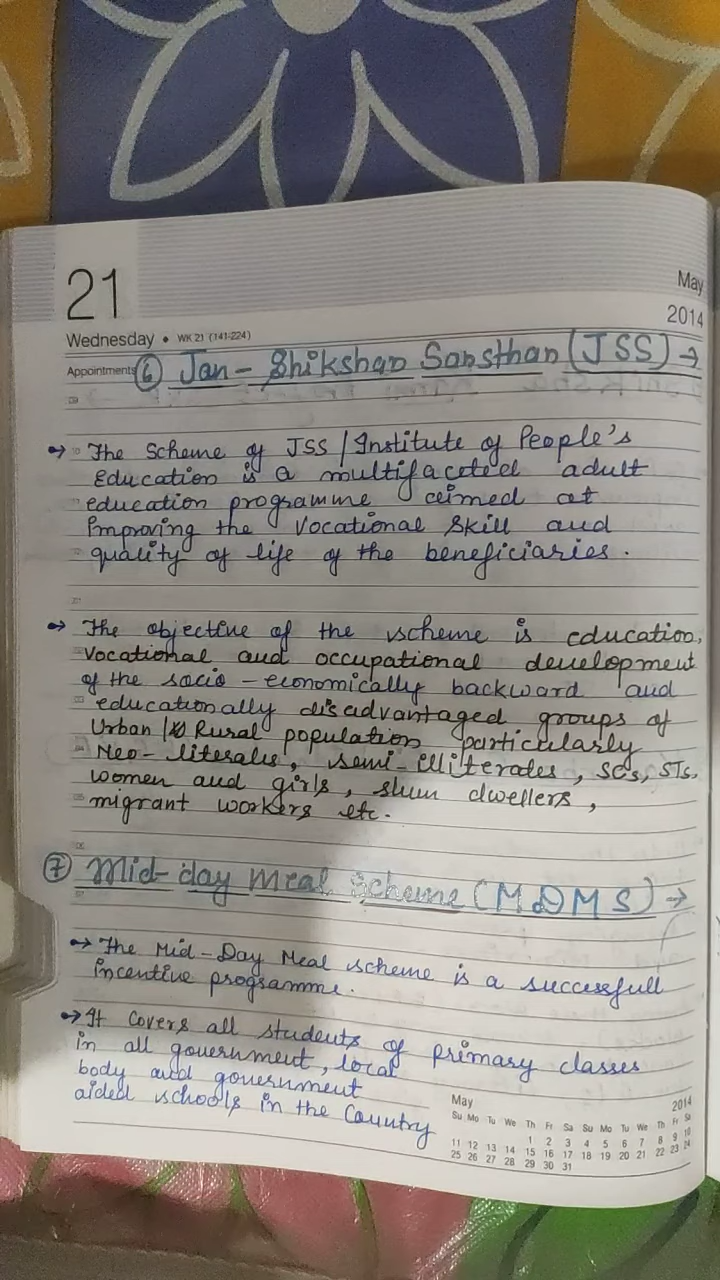 21
May
2014
Wednesday • WK 21 (141-224)
Appointments
⑥ Jan - Shikshan Sansthan (JSS) →
→ The Scheme of JSS / Institute of People's
Education is a multifaceted adult
education programme aimed at
Improving the Vocational Skill and
quality of life of the beneficiaries.
→ The objective of the scheme is education,
Vocational and occupational development
of the socio - economically backward and
educationally disadvantaged groups of
Urban / Rural population particularly
Neo - literates, semi - illiterates, SCs, STs,
women and girls, slum dwellers,
migrant workers etc.
⑦ Mid-day Meal Scheme (MDMS) →
→ The Mid-Day Meal scheme is a successfull
incentive programme.
→ It covers all students of primary classes
in all government, local
body and government
aided schools in the Country
May 2014
Su Mo Tu We Th Fr Sa Su Mo Tu We Th Fr Sa
1 2 3 4 5 6 7 8 9 10
11 12 13 14 15 16 17 18 19 20 21 22 23 24
25 26 27 28 29 30 31